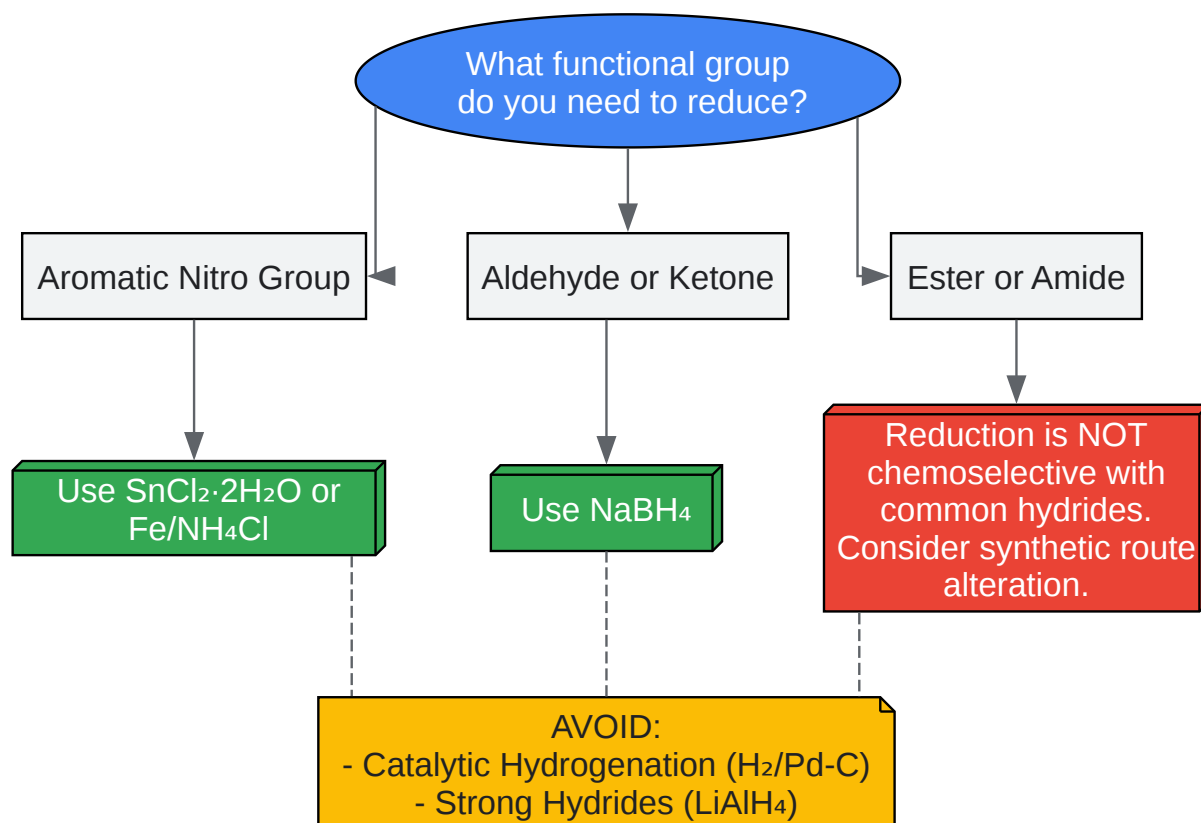 What functional group
do you need to reduce?
Aromatic Nitro Group
Aldehyde or Ketone
Ester or Amide
Use SnCl₂·2H₂O or
Fe/NH₄Cl
Use NaBH₄
Reduction is NOT
chemoselective with
common hydrides.
Consider synthetic route
alteration.
AVOID:
- Catalytic Hydrogenation (H₂/Pd-C)
- Strong Hydrides (LiAlH₄)